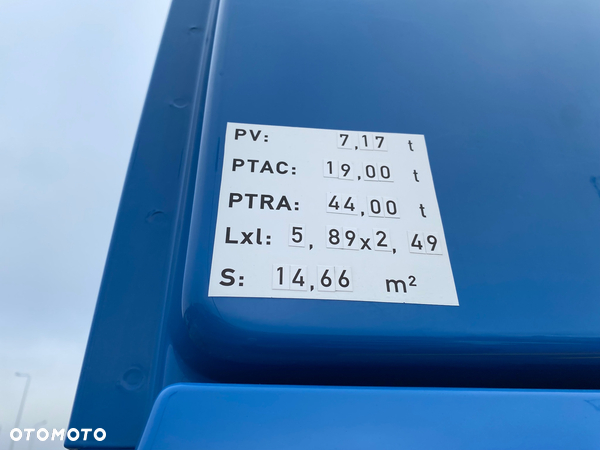 PV: 7,17 t
PTAC: 19,00 t
PTRA: 44,00 t
Lxl: 5,89x2,49
S: 14,66 m²
OTOMOTO